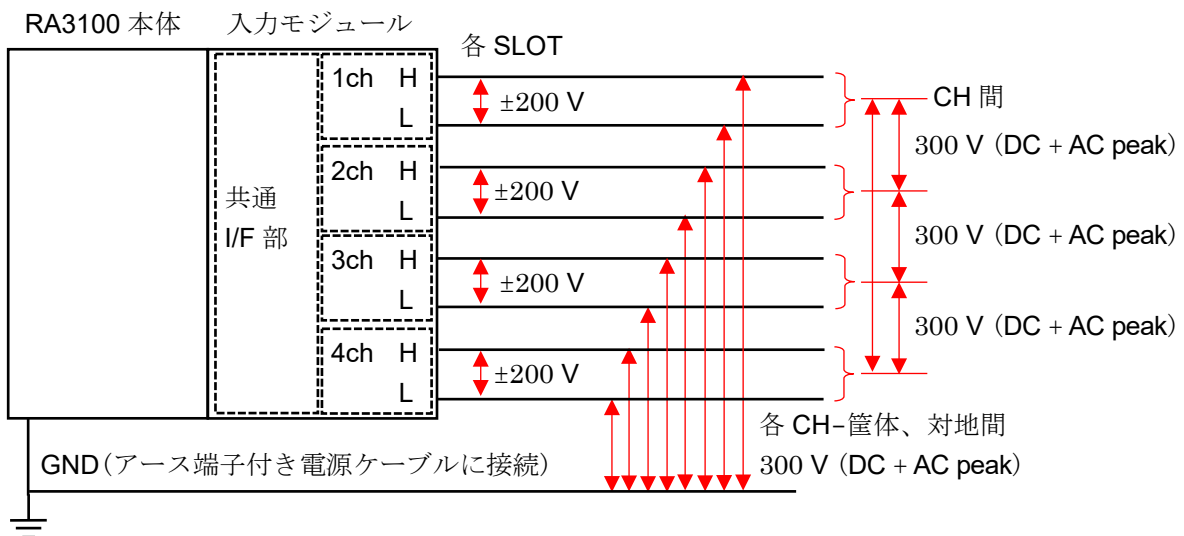 RA3100 本体
入力モジュール
各 SLOT
共通
I/F 部
1ch H
L
±200 V
2ch H
L
±200 V
3ch H
L
±200 V
4ch H
L
±200 V
CH 間
300 V (DC + AC peak)
300 V (DC + AC peak)
300 V (DC + AC peak)
各 CH−筐体、対地間
300 V (DC + AC peak)
GND(アース端子付き電源ケーブルに接続)